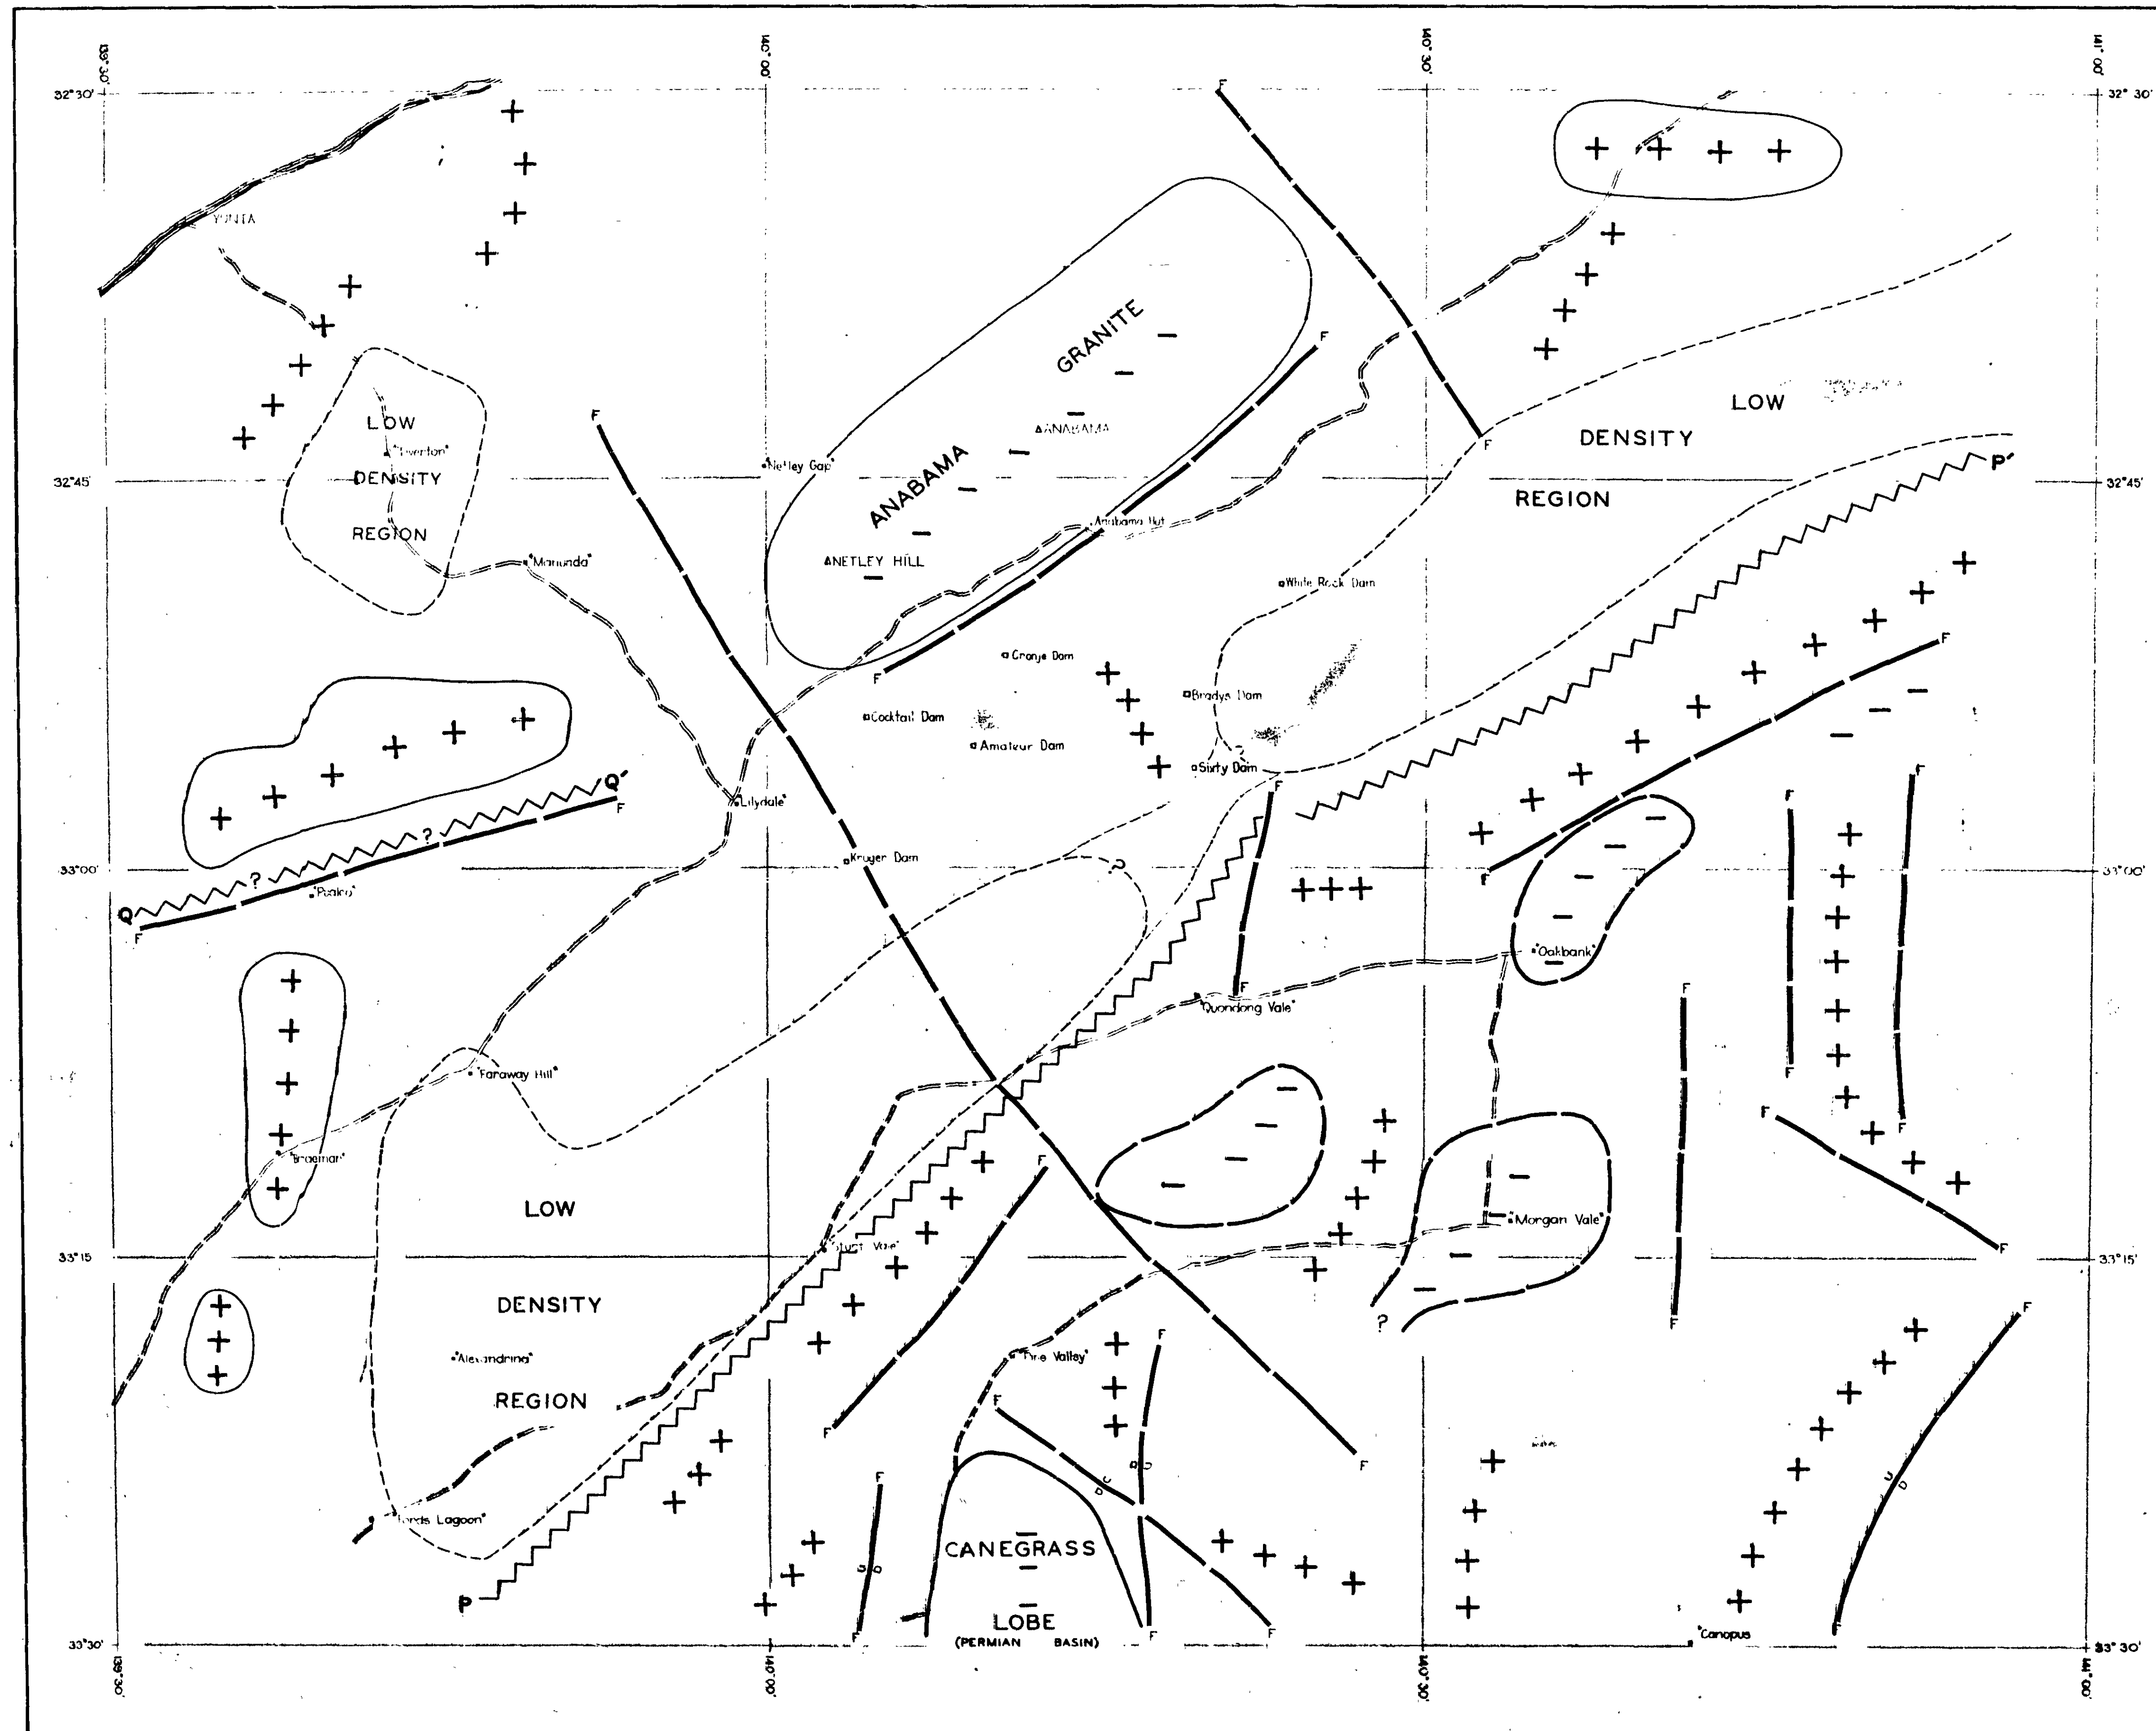 139° 30'
140° 00'
140° 30'
141° 00'
32°30'
32° 30'
F
YUNTA
GRANITE
LOW
F
LOW
ANABAMA
DENSITY
F
F
"Tiverton"
"Netley Gap"
ANABAMA
P'
32°45'
DENSITY
REGION
32°45'
Anabama Hut
REGION
"Manunda"
NETLEY HILL
White Rock Dam
Cronje Dam
F
F
Bradys Dam
Cocktail Dam
Amateur Dam
?
Sixty Dam
F
Q'
F
F
"Lilydale"
F
?
Kruger Dam
?
33°00'
33°00'
?
F
Q
F
"Oakbank"
F
F
"Quondong Vale"
"Faraway Hill"
F
F
F
"Braemar"
F
LOW
"Morgan Vale"
33°15'
33°15'
F
DENSITY
F
?
F
F
"Alexandrina"
"Pine Valley"
REGION
F
F
F
F
U
D
U
D
CANEGRASS
U D
P
LOBE
(PERMIAN BASIN)
F
F
F
F
"Canopus
33°30'
33° 30'
139° 30'
140° 00'
140° 30'
141° 00'